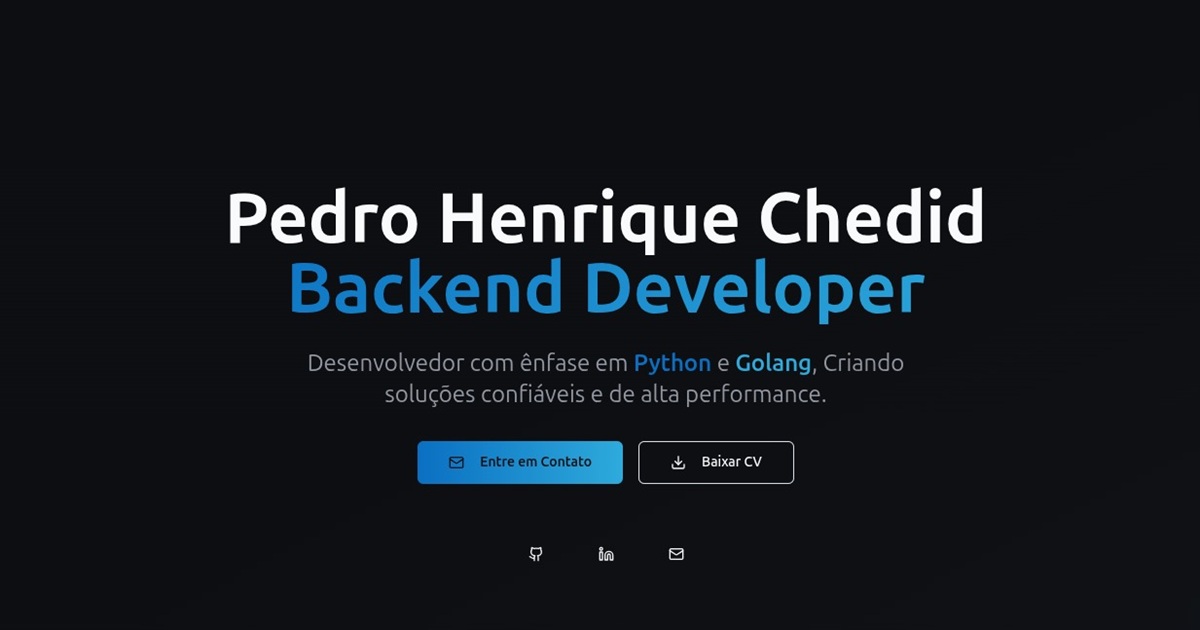 Pedro Henrique Chedid
Backend Developer
Desenvolvedor com ênfase em Python e Golang, Criando
soluções confiáveis e de alta performance.
Entre em Contato
Baixar CV